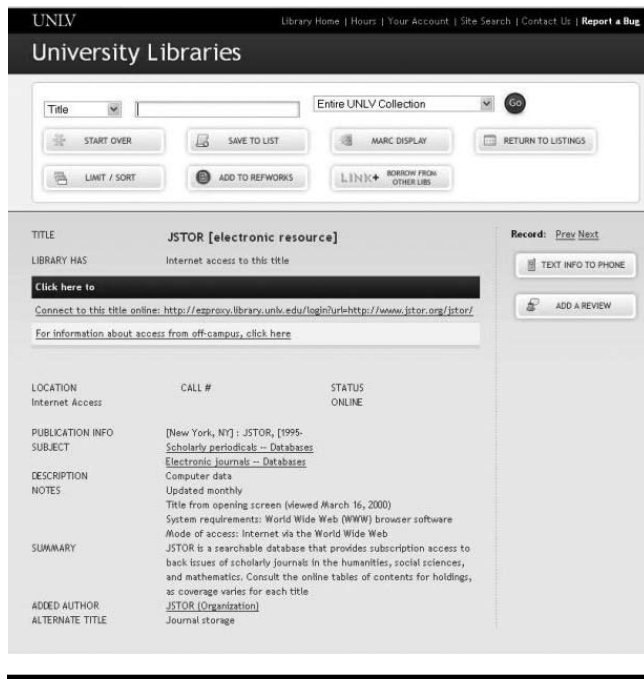 UNLV
Library Home | Hours | Your Account | Site Search | Contact Us | Report a Bug
University Libraries
Title
Entire UNLV Collection
Go
START OVER
SAVE TO LIST
MARC DISPLAY
RETURN TO LISTINGS
LIMIT / SORT
ADD TO REFWORKS
LINK+ BORROW FROM
OTHER LIBS
TITLE JSTOR [electronic resource]
Record: Prev Next
LIBRARY HAS Internet access to this title
TEXT INFO TO PHONE
Click here to
Connect to this title online: http://ezproxy.library.unlv.edu/login?url=http://www.jstor.org/jstor/
ADD A REVIEW
For information about access from off-campus, click here
LOCATION CALL # STATUS
Internet Access ONLINE
PUBLICATION INFO [New York, NY] : JSTOR, [1995-
SUBJECT Scholarly periodicals -- Databases
Electronic journals -- Databases
DESCRIPTION Computer data
NOTES Updated monthly
Title from opening screen (viewed March 16, 2000)
System requirements: World Wide Web (WWW) browser software
Mode of access: Internet via the World Wide Web
SUMMARY JSTOR is a searchable database that provides subscription access to
back issues of scholarly journals in the humanities, social sciences,
and mathematics. Consult the online tables of contents for holdings,
as coverage varies for each title
ADDED AUTHOR JSTOR (Organization)
ALTERNATE TITLE Journal storage